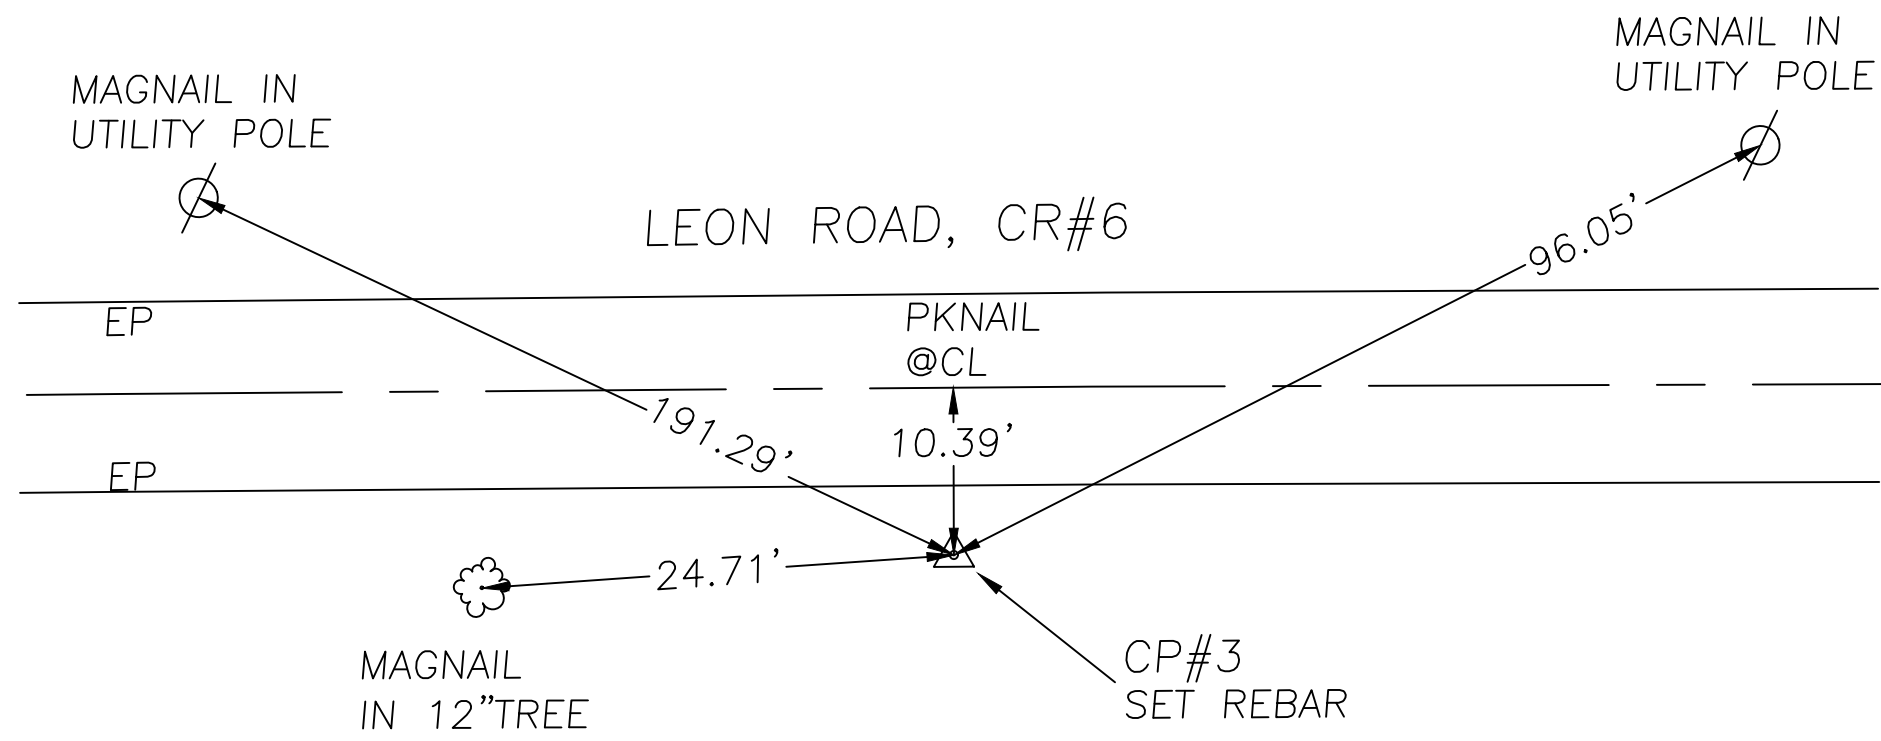 MAGNAIL IN
UTILITY POLE
MAGNAIL IN
UTILITY POLE
LEON ROAD, CR#6
96.05'
EP
PKNAIL
@CL
191.29'
10.39'
EP
24.71'
MAGNAIL
IN 12"TREE
CP#3
SET REBAR